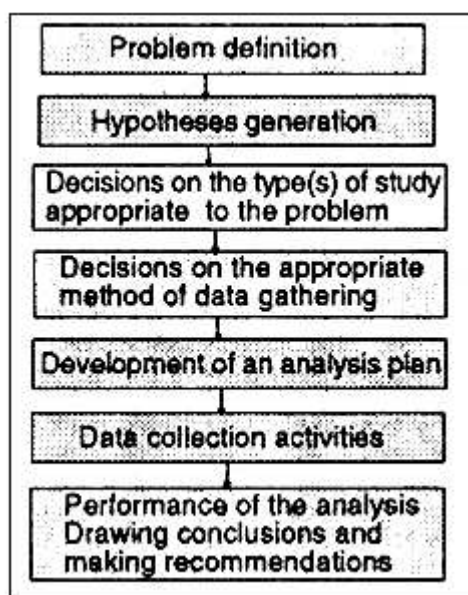 Problem definition
Hypotheses generation
Decisions on the type(s) of study
appropriate to the problem
Decisions on the appropriate
method of data gathering
Development of an analysis plan
Data collection activities
Performance of the analysis
Drawing conclusions and
making recommendations